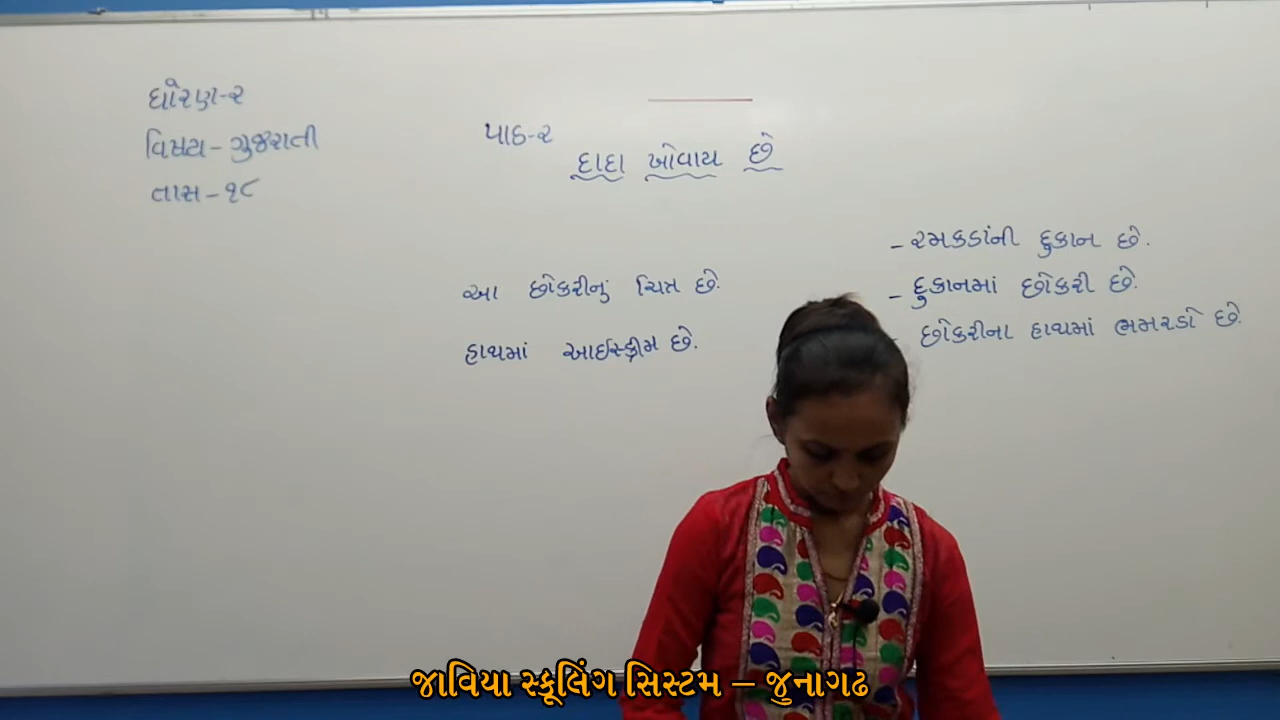 ધોરણ-૨
વિષય - ગુજરાતી
તાસ - ૧૮
પાઠ-૨
દાદા ખોવાય છે
આ છોકરીનું ચિત્ર છે.
હાથમાં આઈસ્ક્રીમ છે.
- રમકડાંની દુકાન છે.
- દુકાનમાં છોકરી છે.
છોકરીના હાથમાં ભમરડો છે.
જાવિયા સ્કૂલિંગ સિસ્ટમ – જુનાગઢ